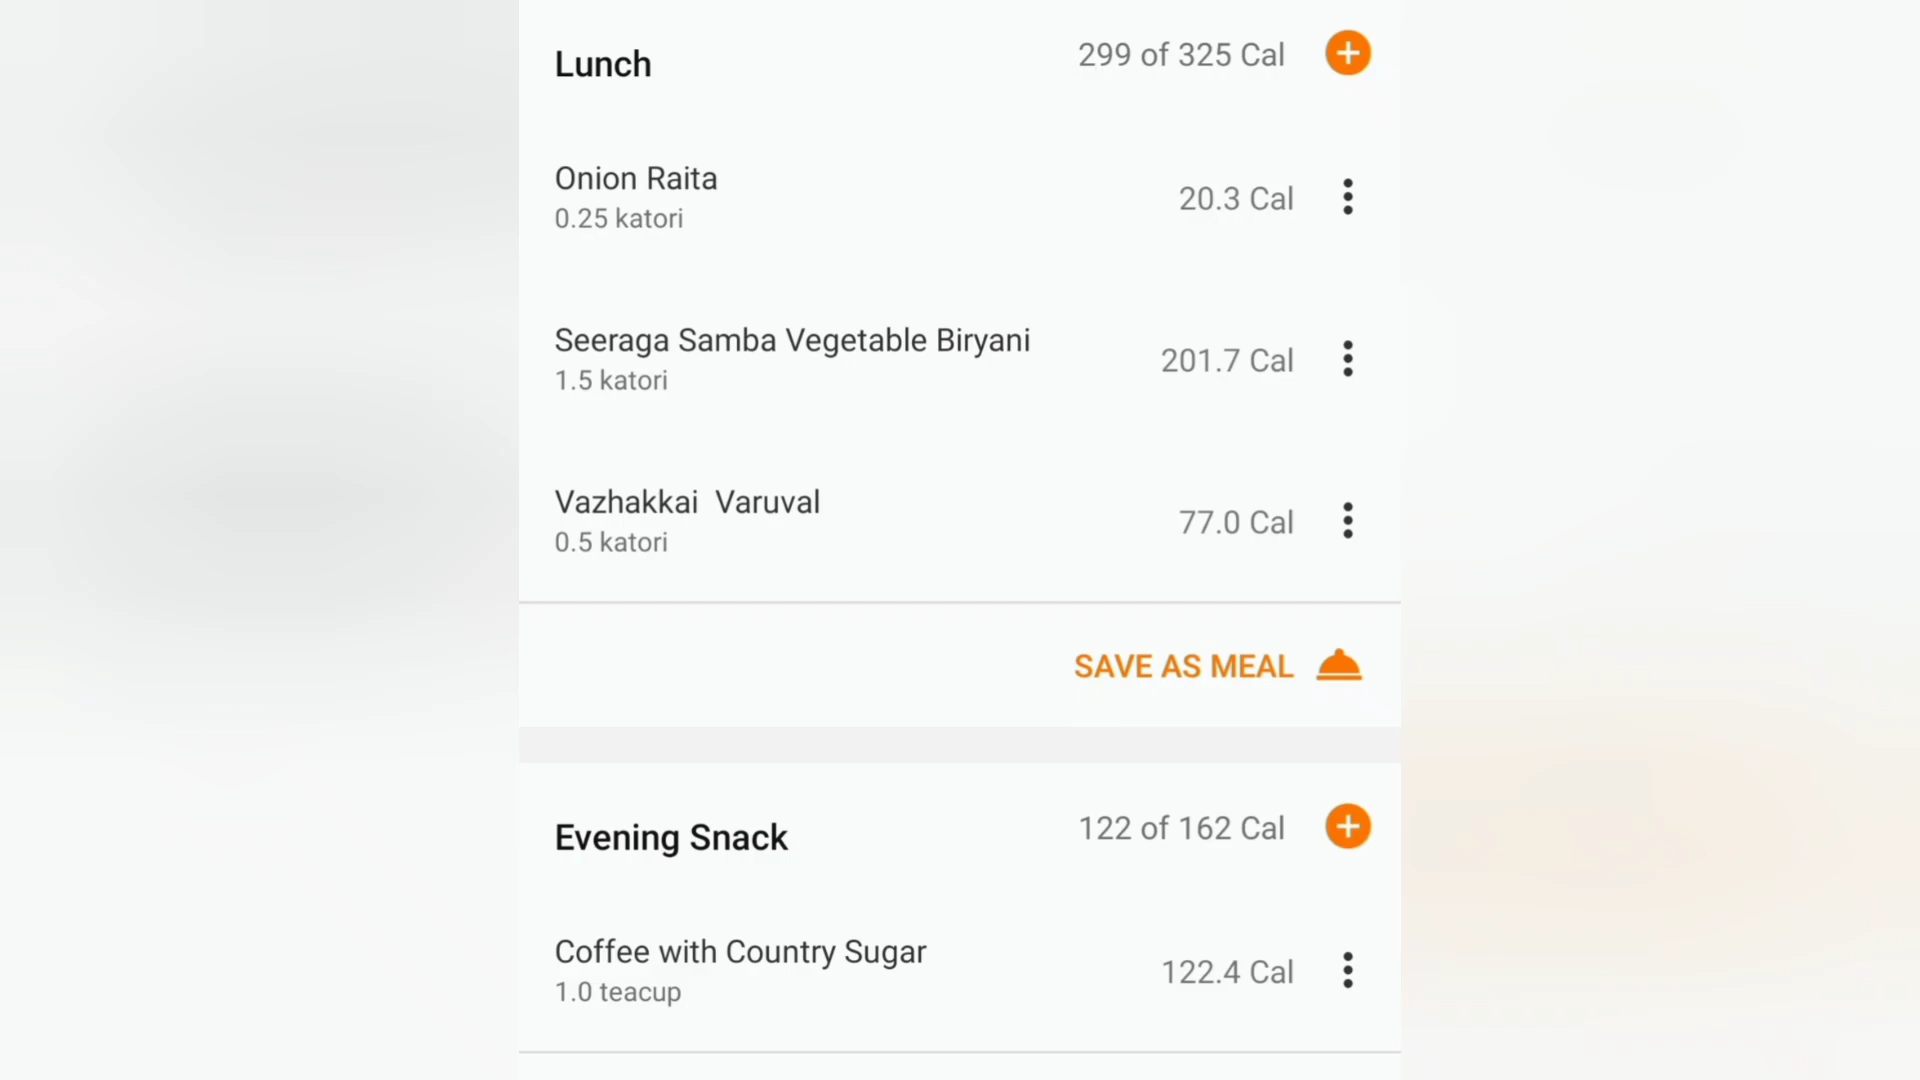 Lunch
299 of 325 Cal
Onion Raita
20.3 Cal
0.25 katori
Seeraga Samba Vegetable Biryani
201.7 Cal
1.5 katori
Vazhakkai  Varuval
77.0 Cal
0.5 katori
SAVE AS MEAL
Evening Snack
122 of 162 Cal
Coffee with Country Sugar
122.4 Cal
1.0 teacup